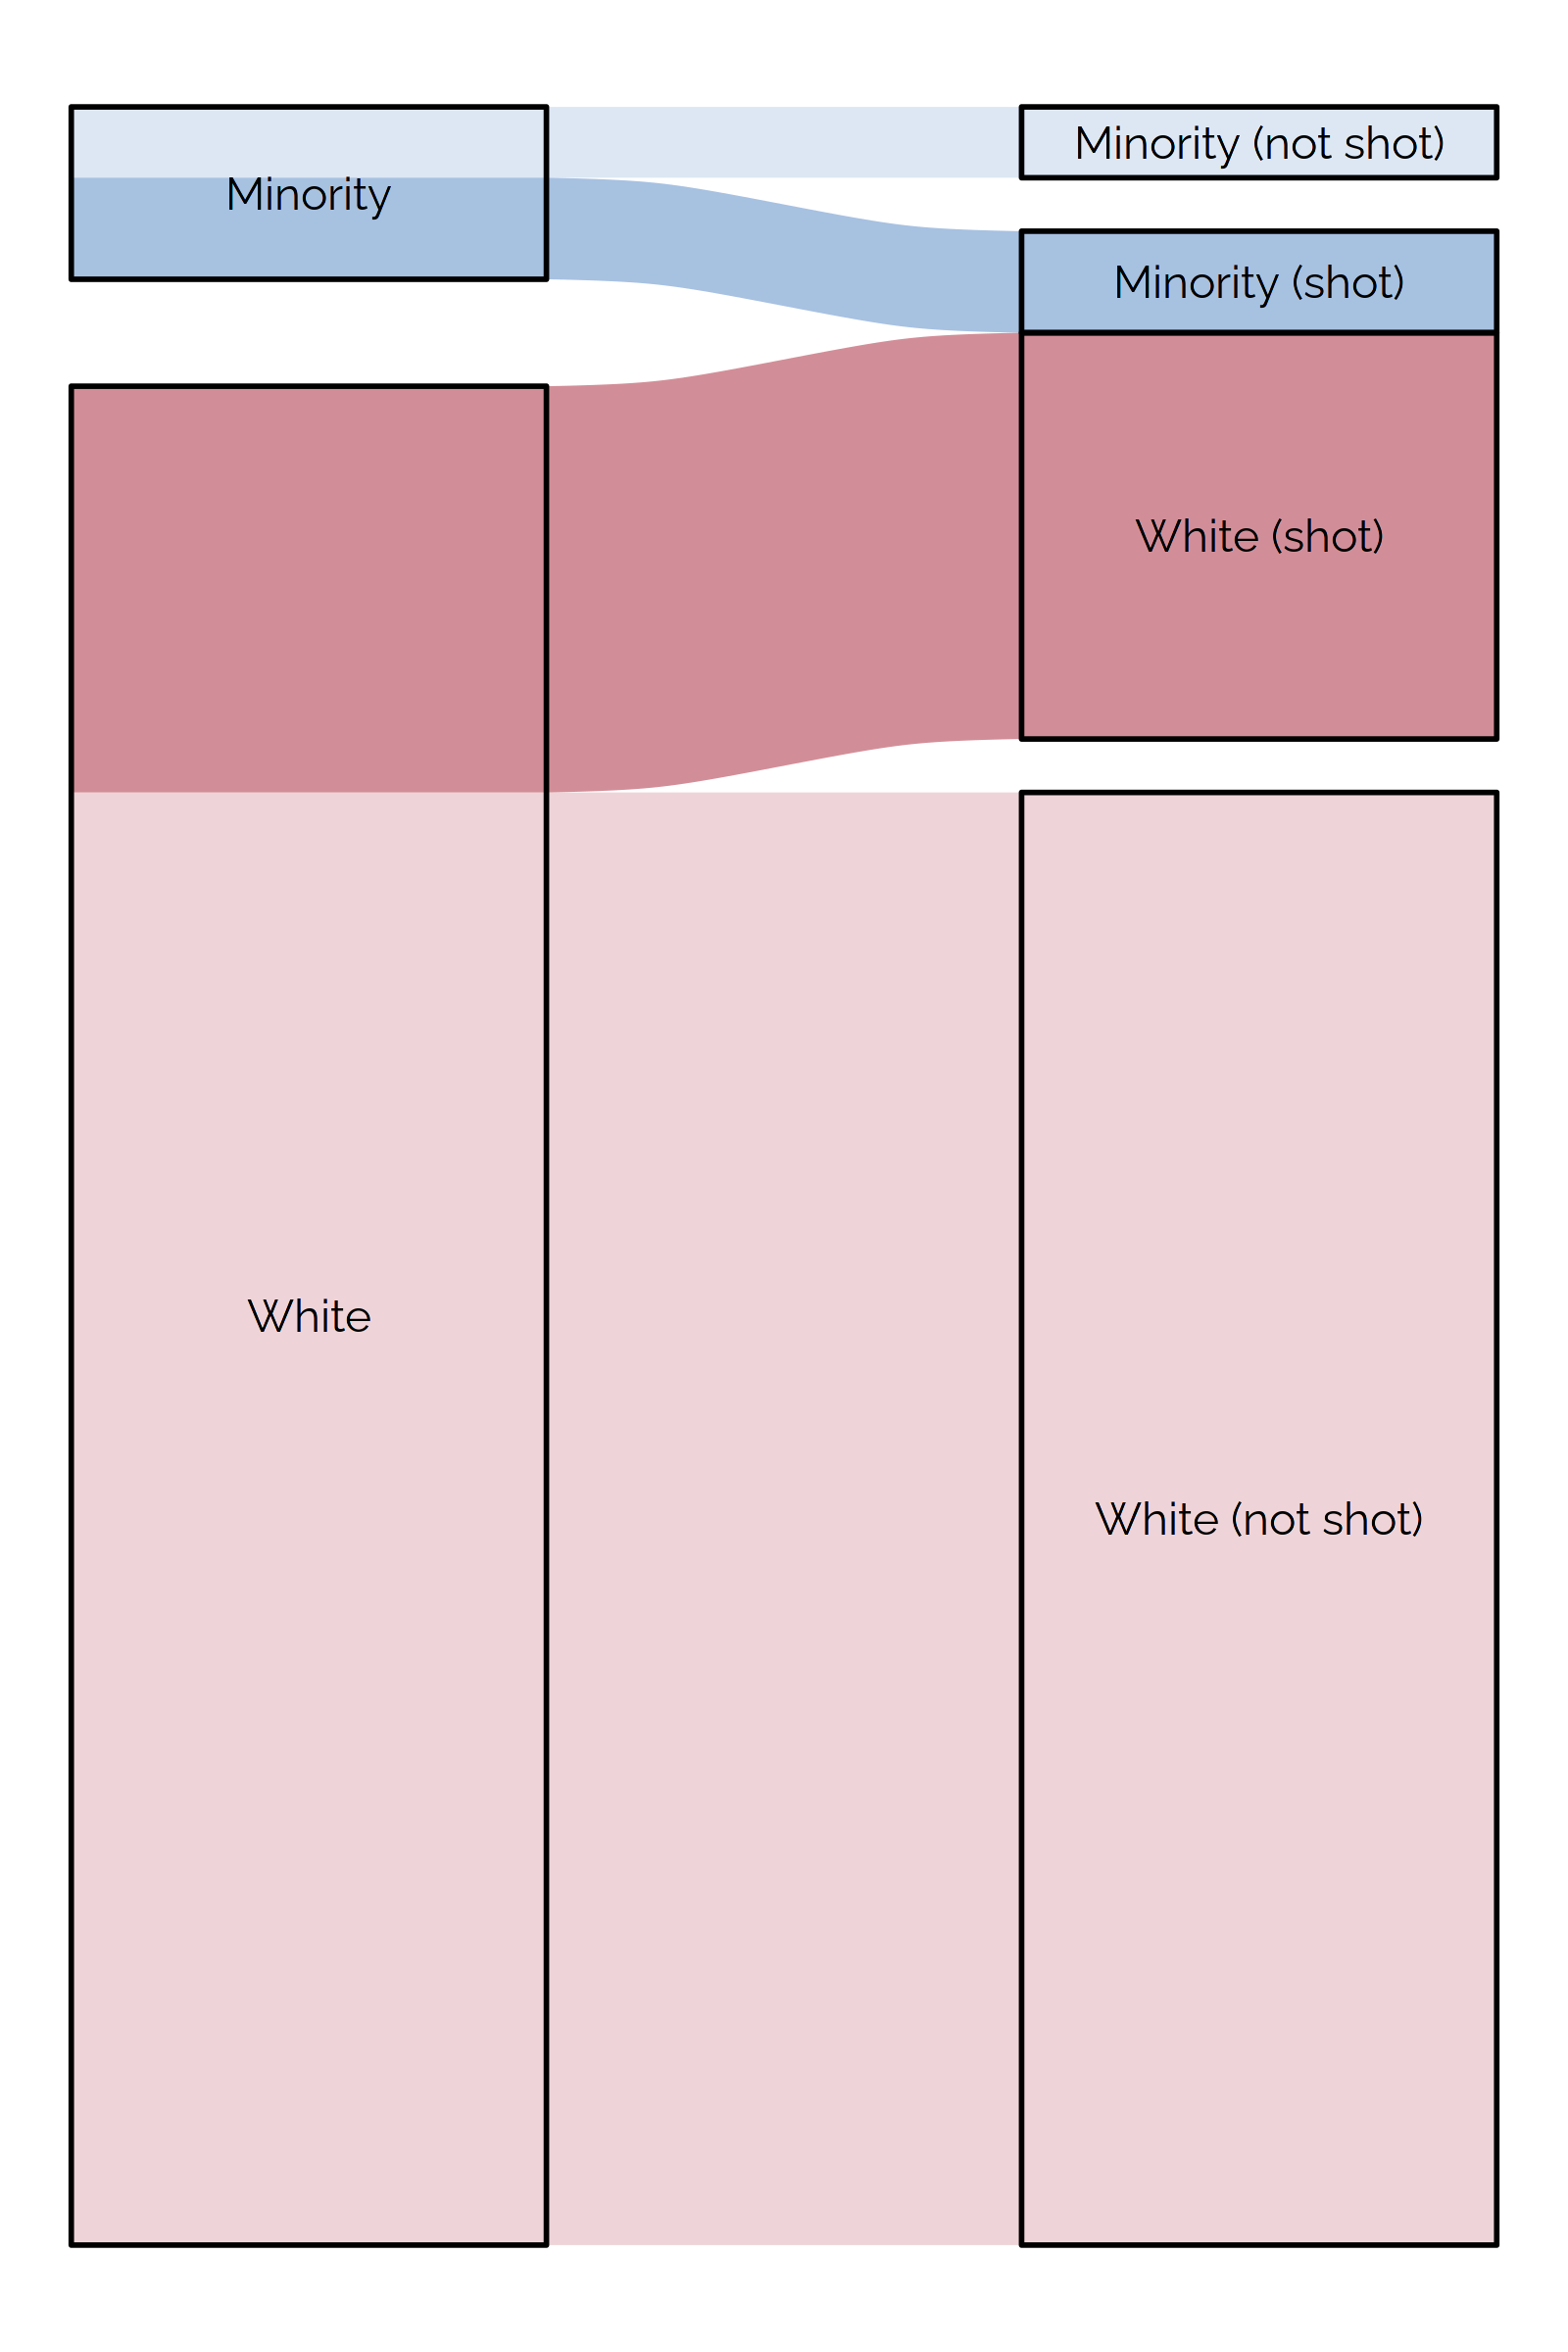 Minority (not shot)
Minority
Minority (shot)
White (shot)
White
White (not shot)